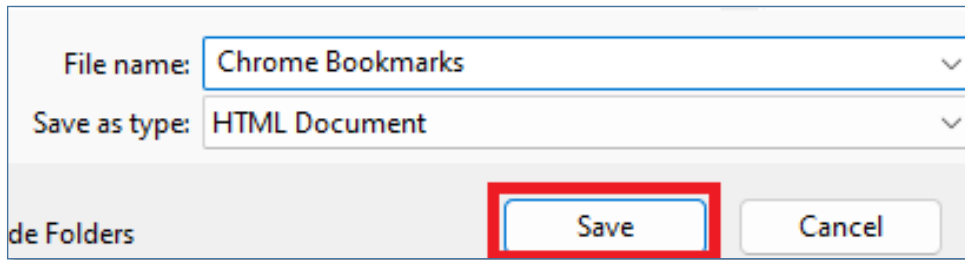 File name: Chrome Bookmarks
Save as type: HTML Document
de Folders Save Cancel